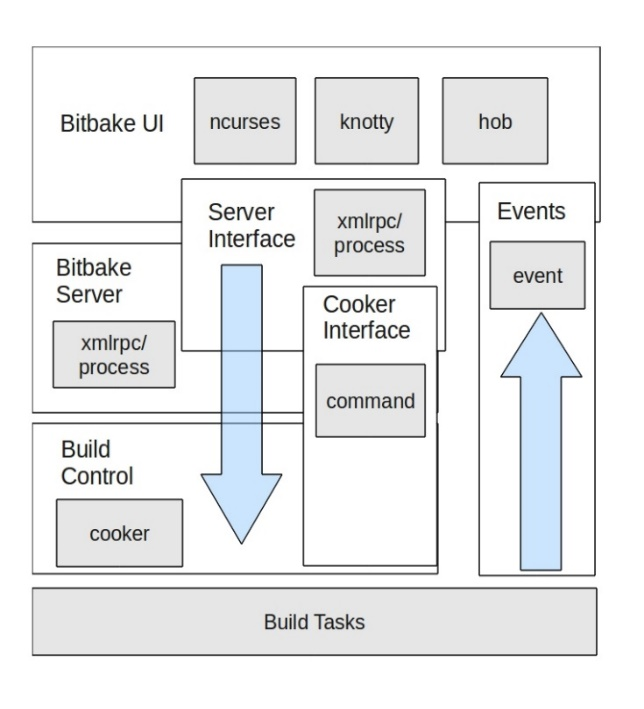 Bitbake UI
ncurses
knotty
hob
Server
Interface
xmlrpc/
process
Events
event
Bitbake
Server
xmlrpc/
process
Cooker
Interface
command
Build
Control
cooker
Build Tasks